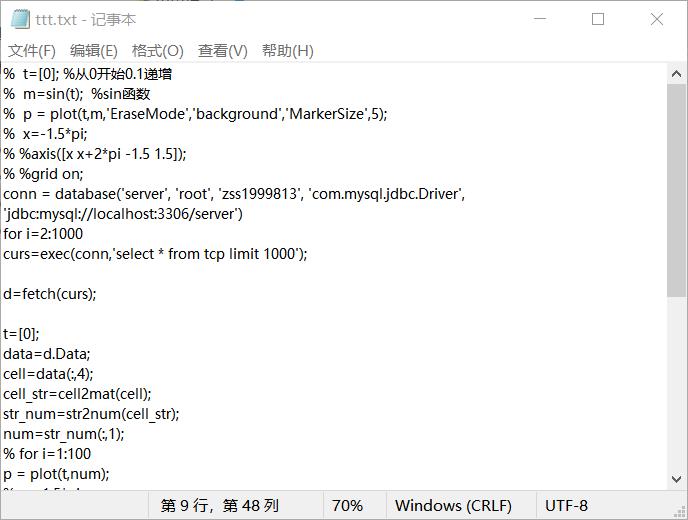 ttt.txt - 记事本
文件(F) 编辑(E) 格式(O) 查看(V) 帮助(H)
%  t=[0]; %从0开始0.1递增
%  m=sin(t);  %sin函数
%  p = plot(t,m,'EraseMode','background','MarkerSize',5);
%  x=-1.5*pi;
% %axis([x x+2*pi -1.5 1.5]);
% %grid on;
conn = database('server', 'root', 'zss1999813', 'com.mysql.jdbc.Driver',
'jdbc:mysql://localhost:3306/server')
for i=2:1000
curs=exec(conn,'select * from tcp limit 1000');
d=fetch(curs);
t=[0];
data=d.Data;
cell=data(:,4);
cell_str=cell2mat(cell);
str_num=str2num(cell_str);
num=str_num(:,1);
% for i=1:100
p = plot(t,num);
第 9 行，第 48 列 70% Windows (CRLF) UTF-8